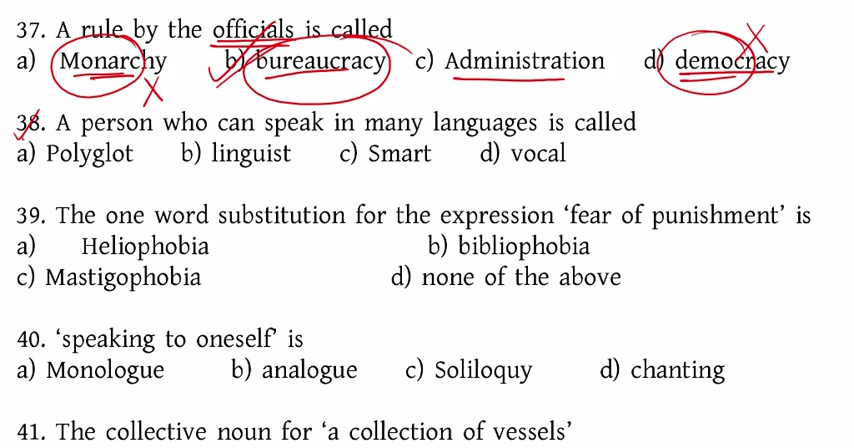 37. A rule by the officials is called
a) Monarchy b) bureaucracy c) Administration d) democracy
38. A person who can speak in many languages is called
a) Polyglot b) linguist c) Smart d) vocal
39. The one word substitution for the expression ‘fear of punishment’ is
a) Heliophobia b) bibliophobia
c) Mastigophobia d) none of the above
40. ‘speaking to oneself’ is
a) Monologue b) analogue c) Soliloquy d) chanting
41. The collective noun for ‘a collection of vessels’